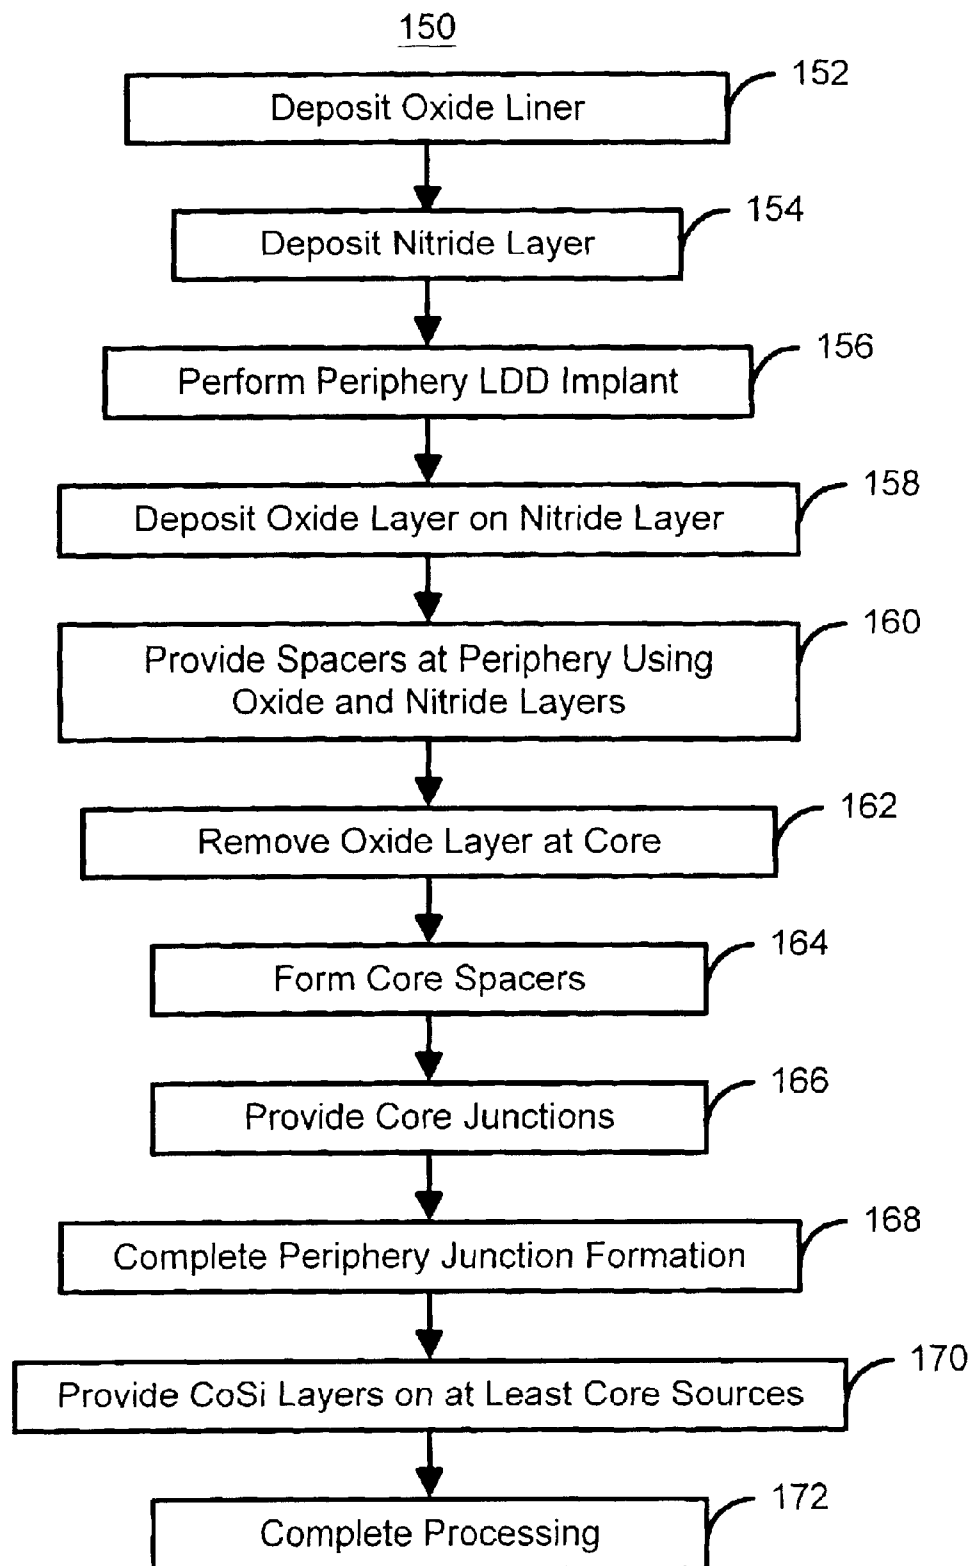 150
Deposit Oxide Liner
152
Deposit Nitride Layer
154
Perform Periphery LDD Implant
156
Deposit Oxide Layer on Nitride Layer
158
Provide Spacers at Periphery Using
Oxide and Nitride Layers
160
Remove Oxide Layer at Core
162
Form Core Spacers
164
Provide Core Junctions
166
Complete Periphery Junction Formation
168
Provide CoSi Layers on at Least Core Sources
170
Complete Processing
172